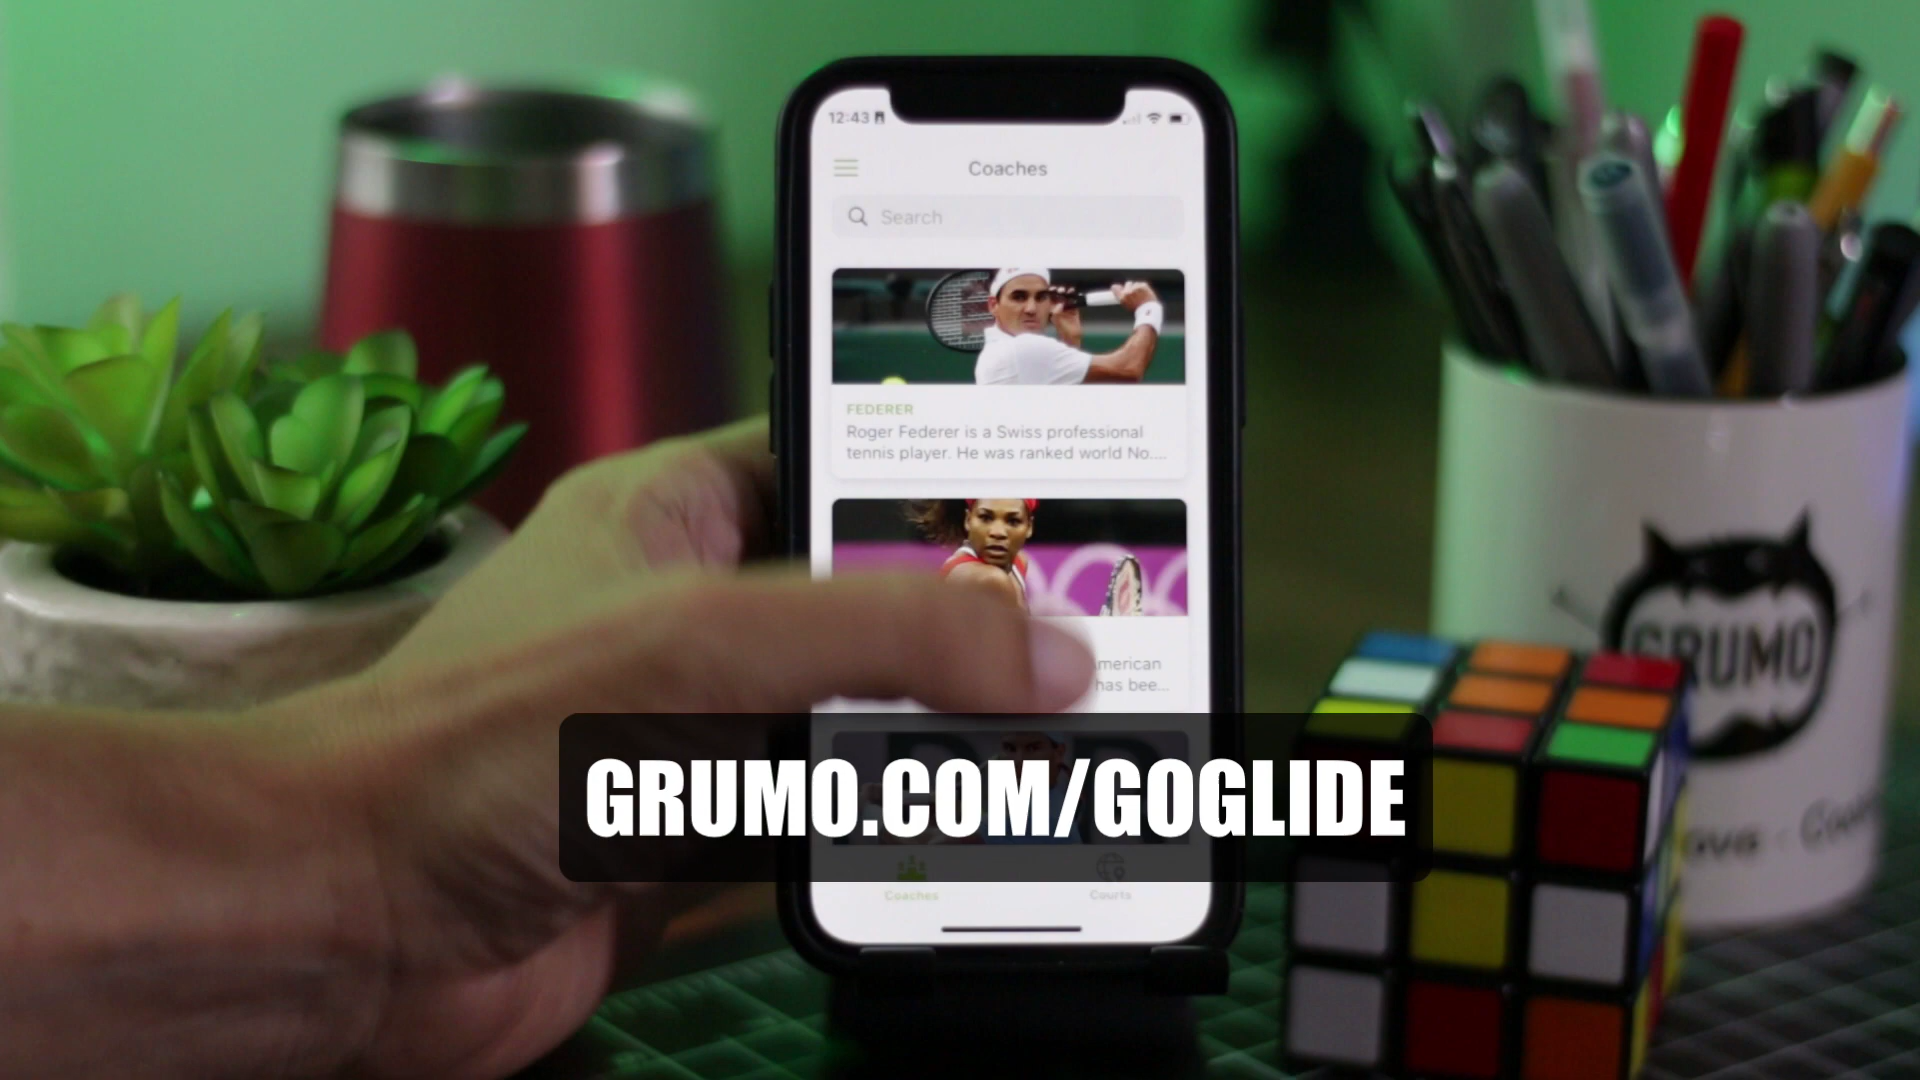 12:43
Coaches
Search
FEDERER
Roger Federer is a Swiss professional
tennis player. He was ranked world No....
merican
has bee...
GRUMO
GRUMO.COM/GOGLIDE
Coaches
Courts